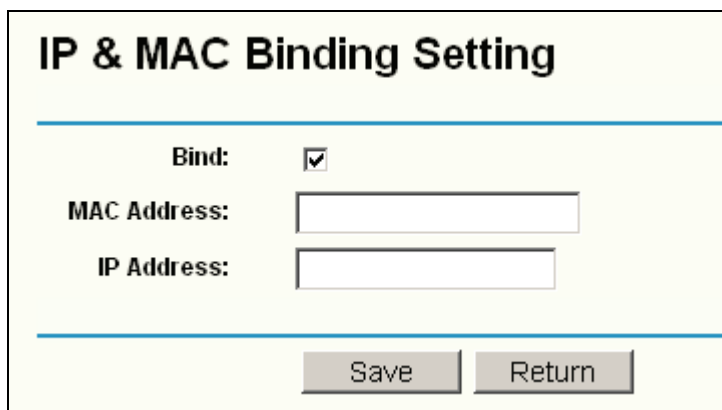 IP & MAC Binding Setting
Bind:
MAC Address:
IP Address:
Save Return